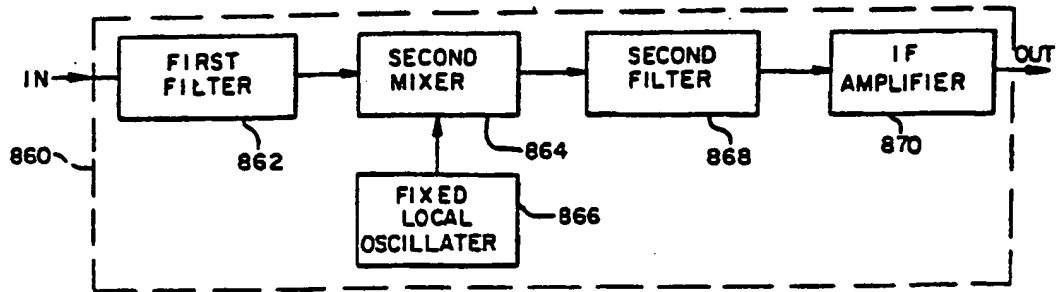 IN
FIRST
FILTER
862
SECOND
MIXER
864
SECOND
FILTER
868
IF
AMPLIFIER
870
OUT
860
FIXED
LOCAL
OSCILLATER
866